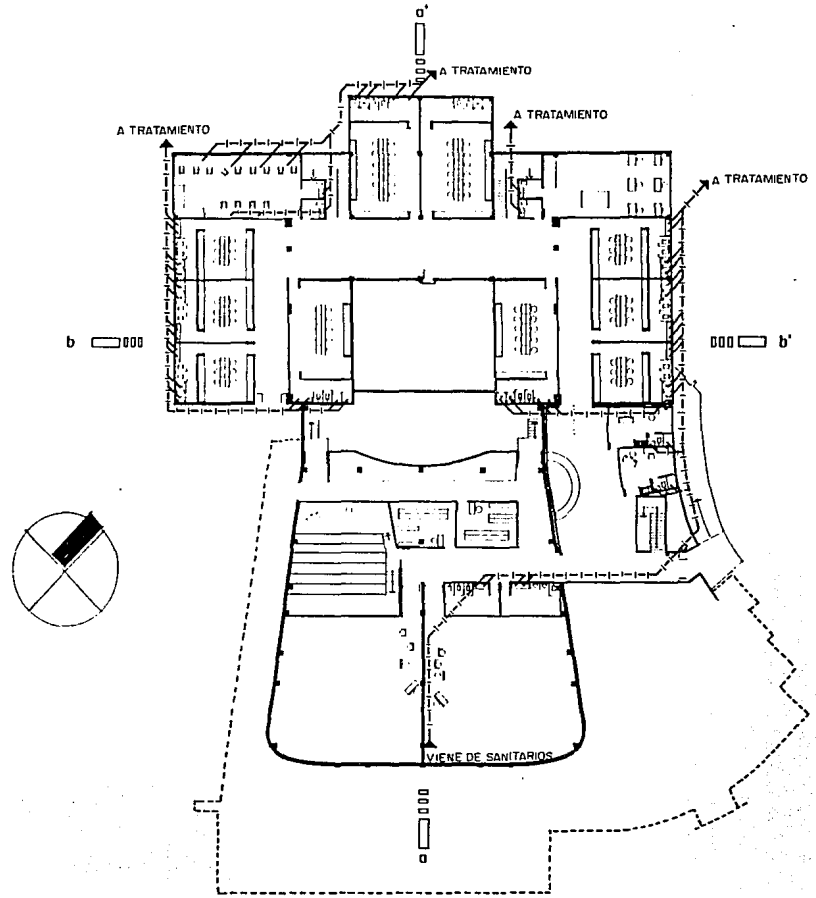 a'
A TRATAMIENTO
A TRATAMIENTO
A TRATAMIENTO
A TRATAMIENTO
b
b'
VIENE DE SANITARIOS
a